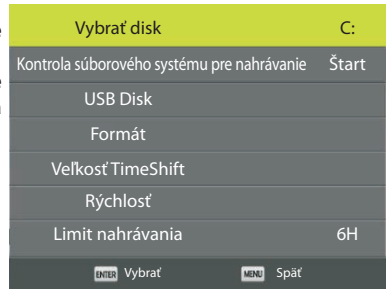 Vybrať disk C:
Kontrola súborového systému pre nahrávanie Štart
USB Disk
Formát
Veľkosť TimeShift
Rýchlosť
Limit nahrávania 6H
ENTER Vybrať MENU Späť